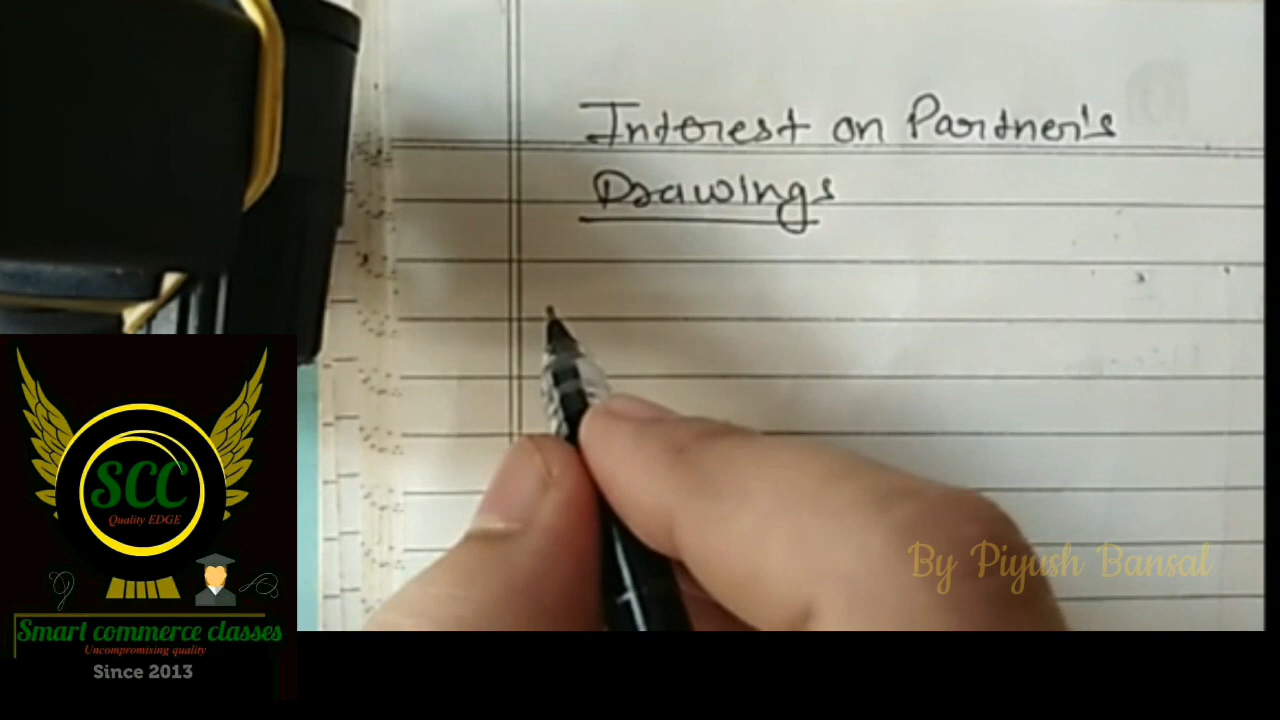 Interest on Partner's
Drawings
SCC
Quality EDGE
By Piyush Bansal
Smart commerce classes
Uncompromising quality
Since 2013